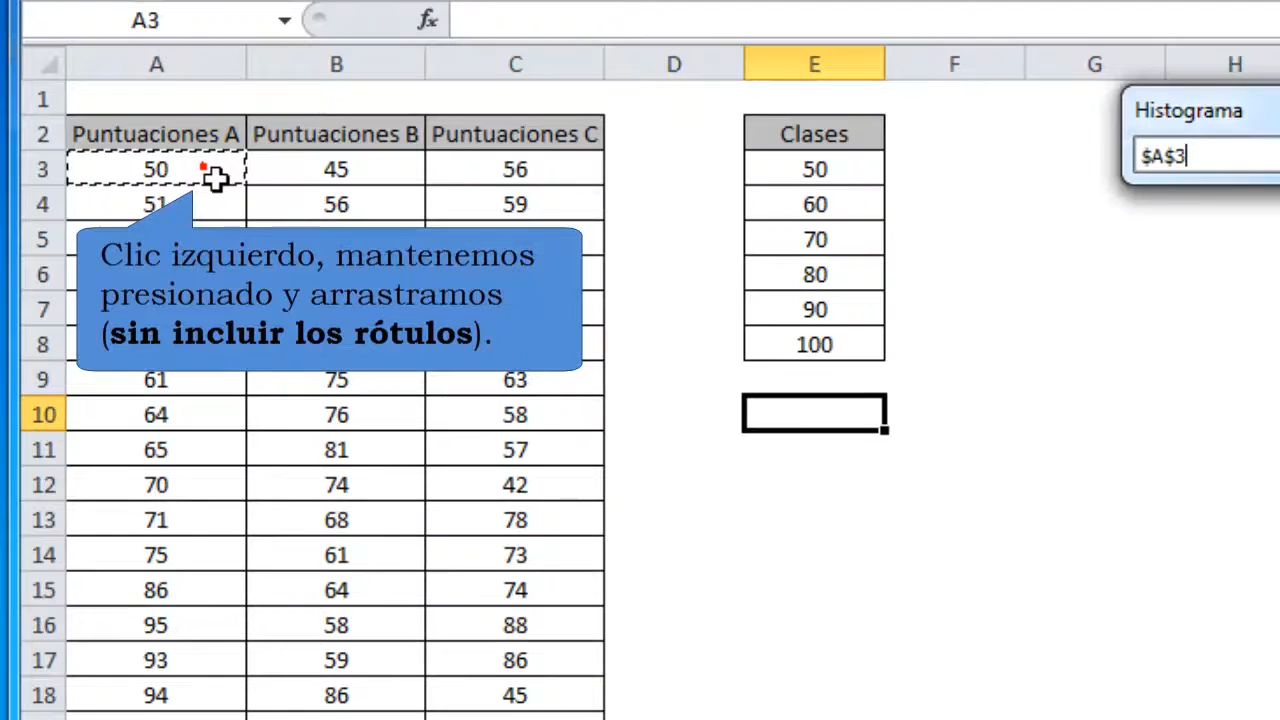 A3 fx
A B C D E F G H
1
Histograma
2 Puntuaciones A Puntuaciones B Puntuaciones C Clases
3 50 45 56 50 $A$3
4 51 56 59 60
5 70
6 80
7 90
8 100
Clic izquierdo, mantenemos
presionado y arrastramos
(sin incluir los rótulos).
9 61 75 63
10 64 76 58
11 65 81 57
12 70 74 42
13 71 68 78
14 75 61 73
15 86 64 74
16 95 58 88
17 93 59 86
18 94 86 45